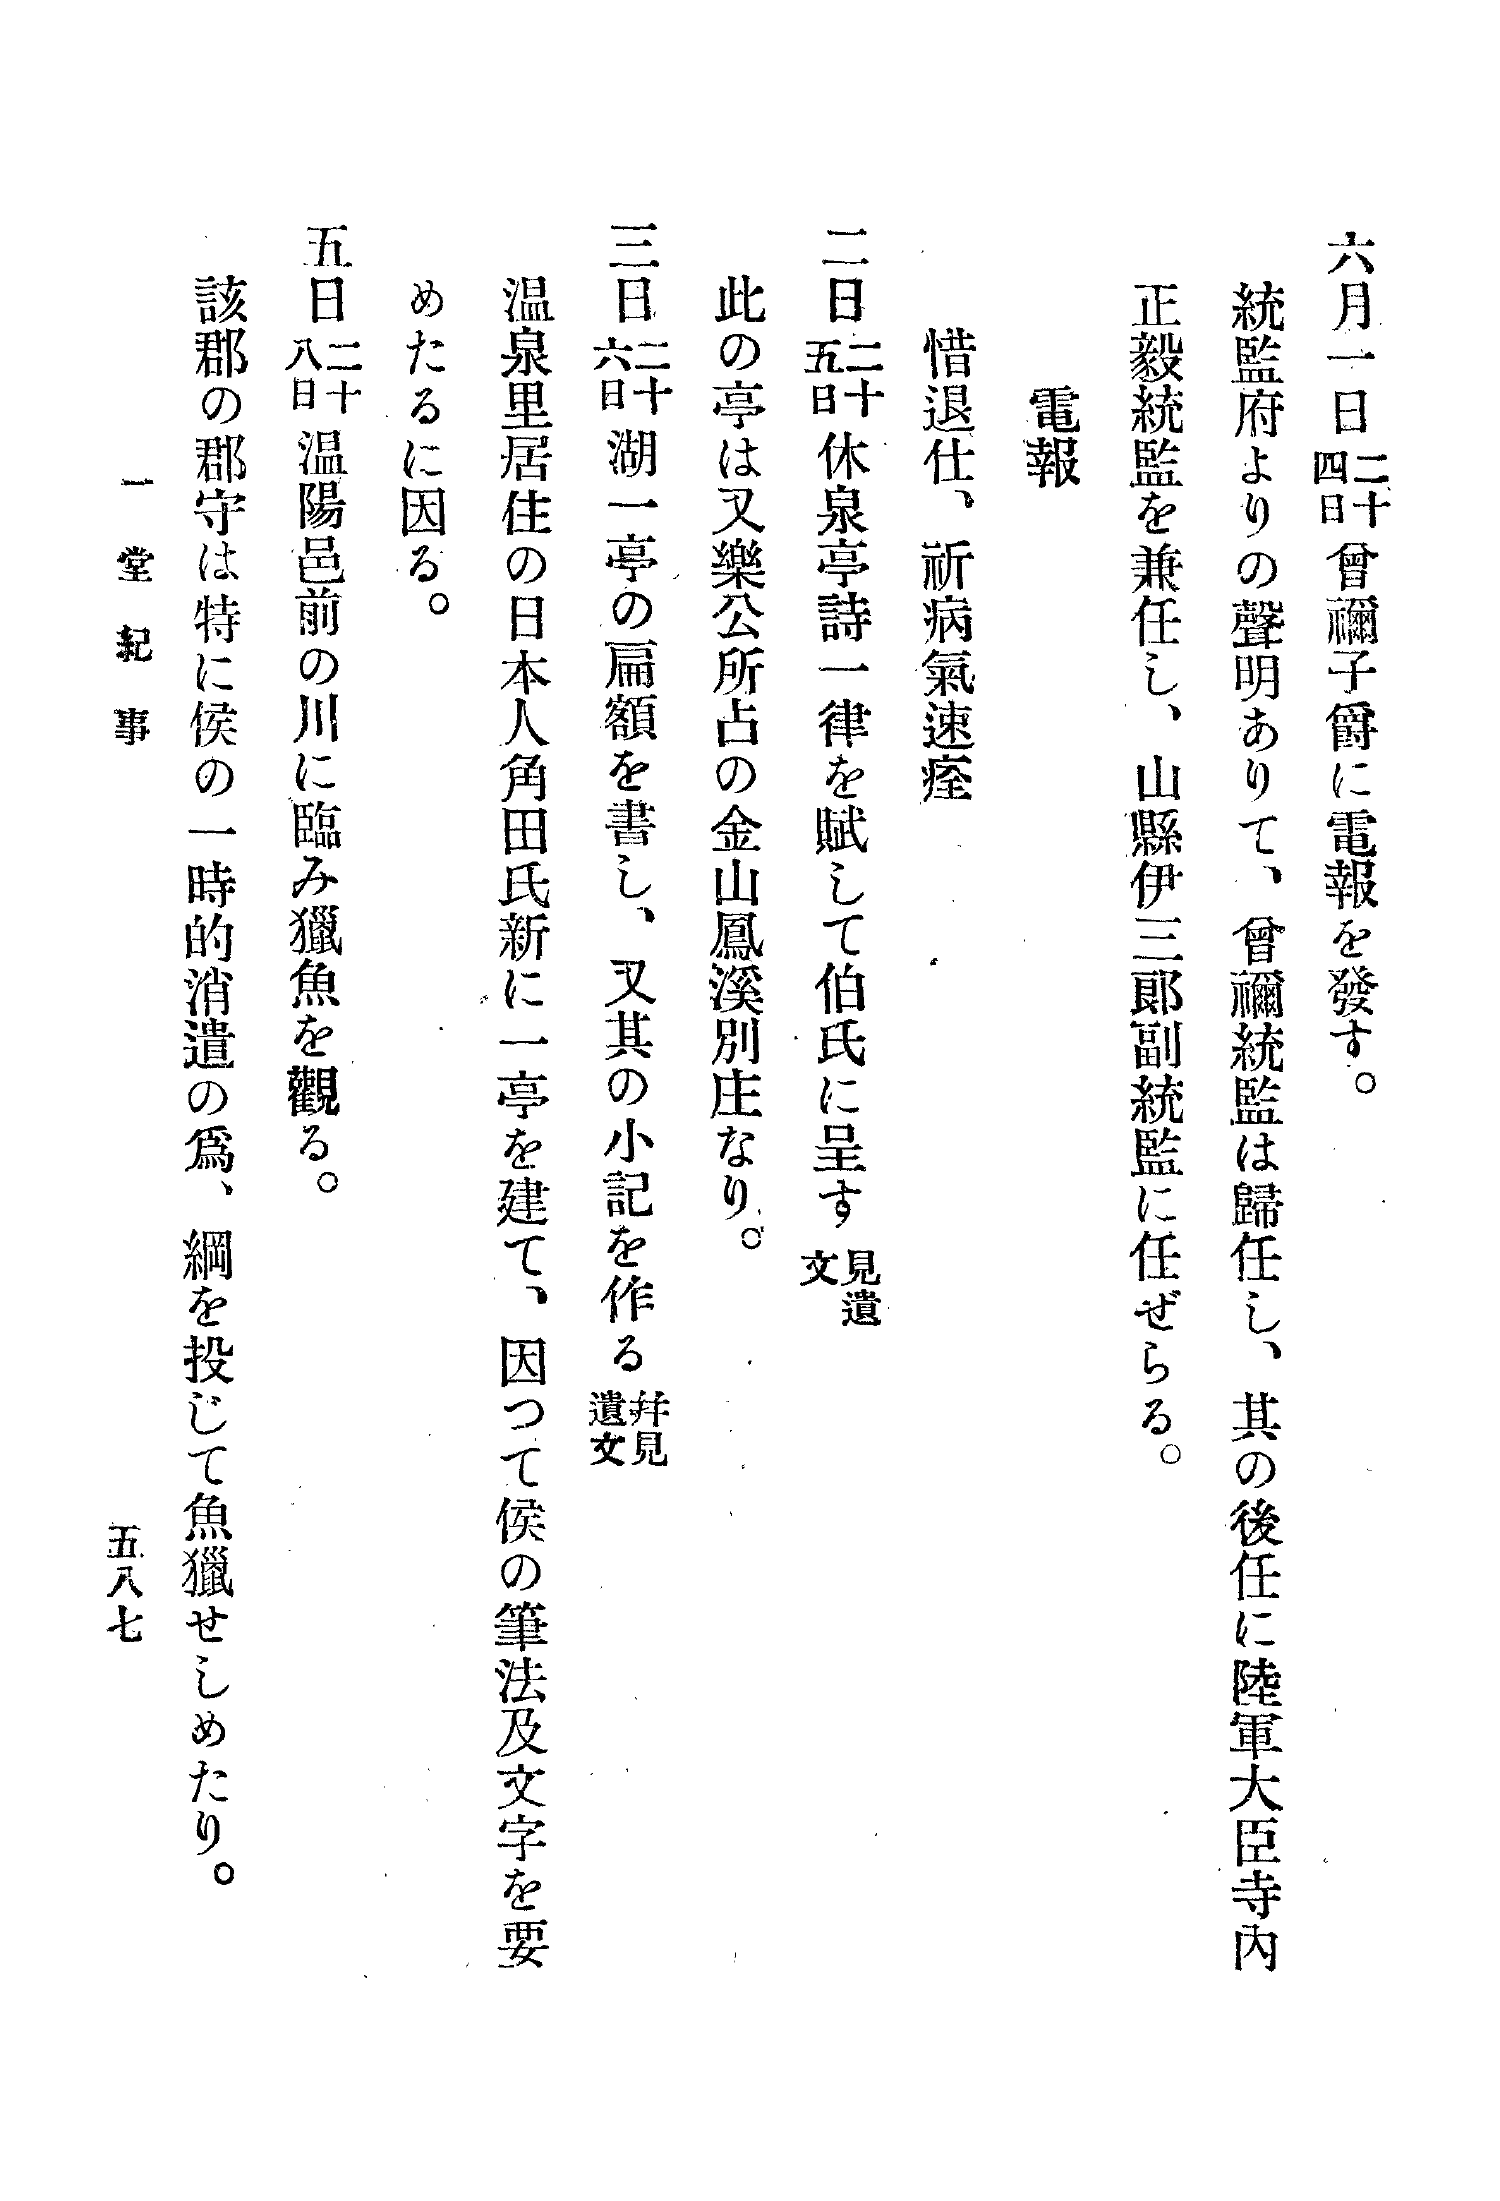 六月一日二十四日曾禰子爵に電報を發す。
統監府よりの聲明ありて、曾禰統監は歸任し、其の後任に陸軍大臣寺內
正毅統監を兼任し、山縣伊三郞副統監に任ぜらる。
電報
惜退仕、祈病氣速痊
二日二十五日休泉亭詩一律を賦して伯氏に呈す見遺文
此の亭は又樂公所占の金山鳳溪別庄なり。
三日二十六日湖一亭の扁額を書し、又其の小記を作る幷見遺文
溫泉里居住の日本人角田氏新に一亭を建て、因つて侯の筆法及文字を要
めたるに因る。
五日二十八日溫陽邑前の川に臨み獵魚を觀る。
該郡の郡守は特に侯の一時的消遣の爲、綱を投じて魚獵せしめたり。
一堂紀事
五八七